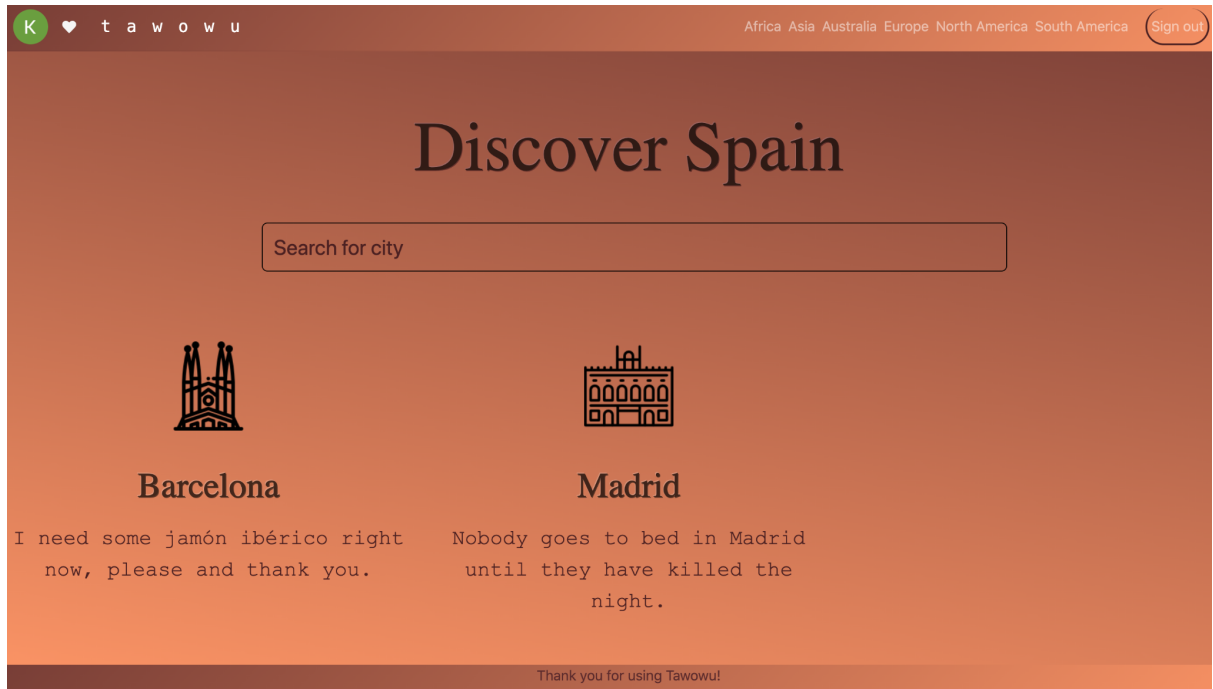 K ♥ t a w o w u Africa Asia Australia Europe North America South America Sign out
Discover Spain
Search for city
Barcelona
I need some jamón ibérico right
now, please and thank you.
Madrid
Nobody goes to bed in Madrid
until they have killed the
night.
Thank you for using Tawowu!